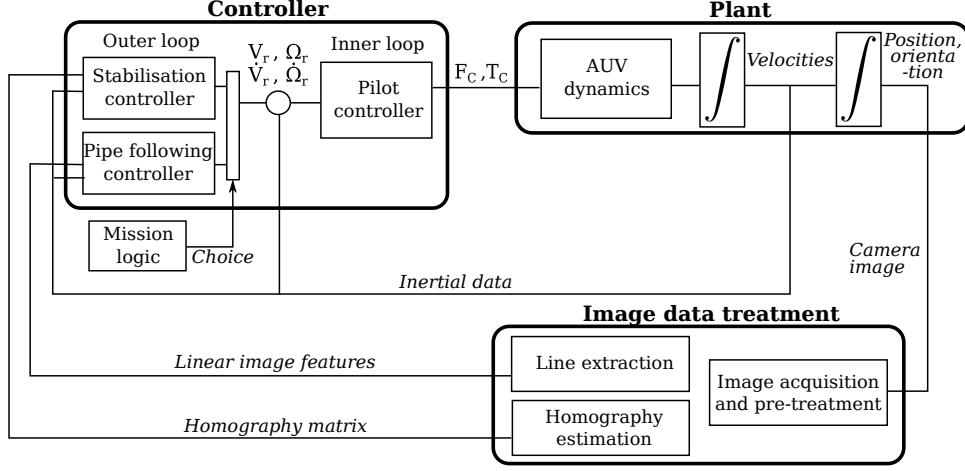 Controller
Plant
Outer loop
Inner loop
V_r , Ω_r
V̇_r , Ω̇_r
Stabilisation
controller
Pilot
controller
Pipe following
controller
F_C ,T_C
AUV
dynamics
∫
Velocities
∫
Position,
orienta
-tion
Mission
logic
Choice
Camera
image
Inertial data
Image data treatment
Linear image features
Line extraction
Image acquisition
and pre-treatment
Homography matrix
Homography
estimation